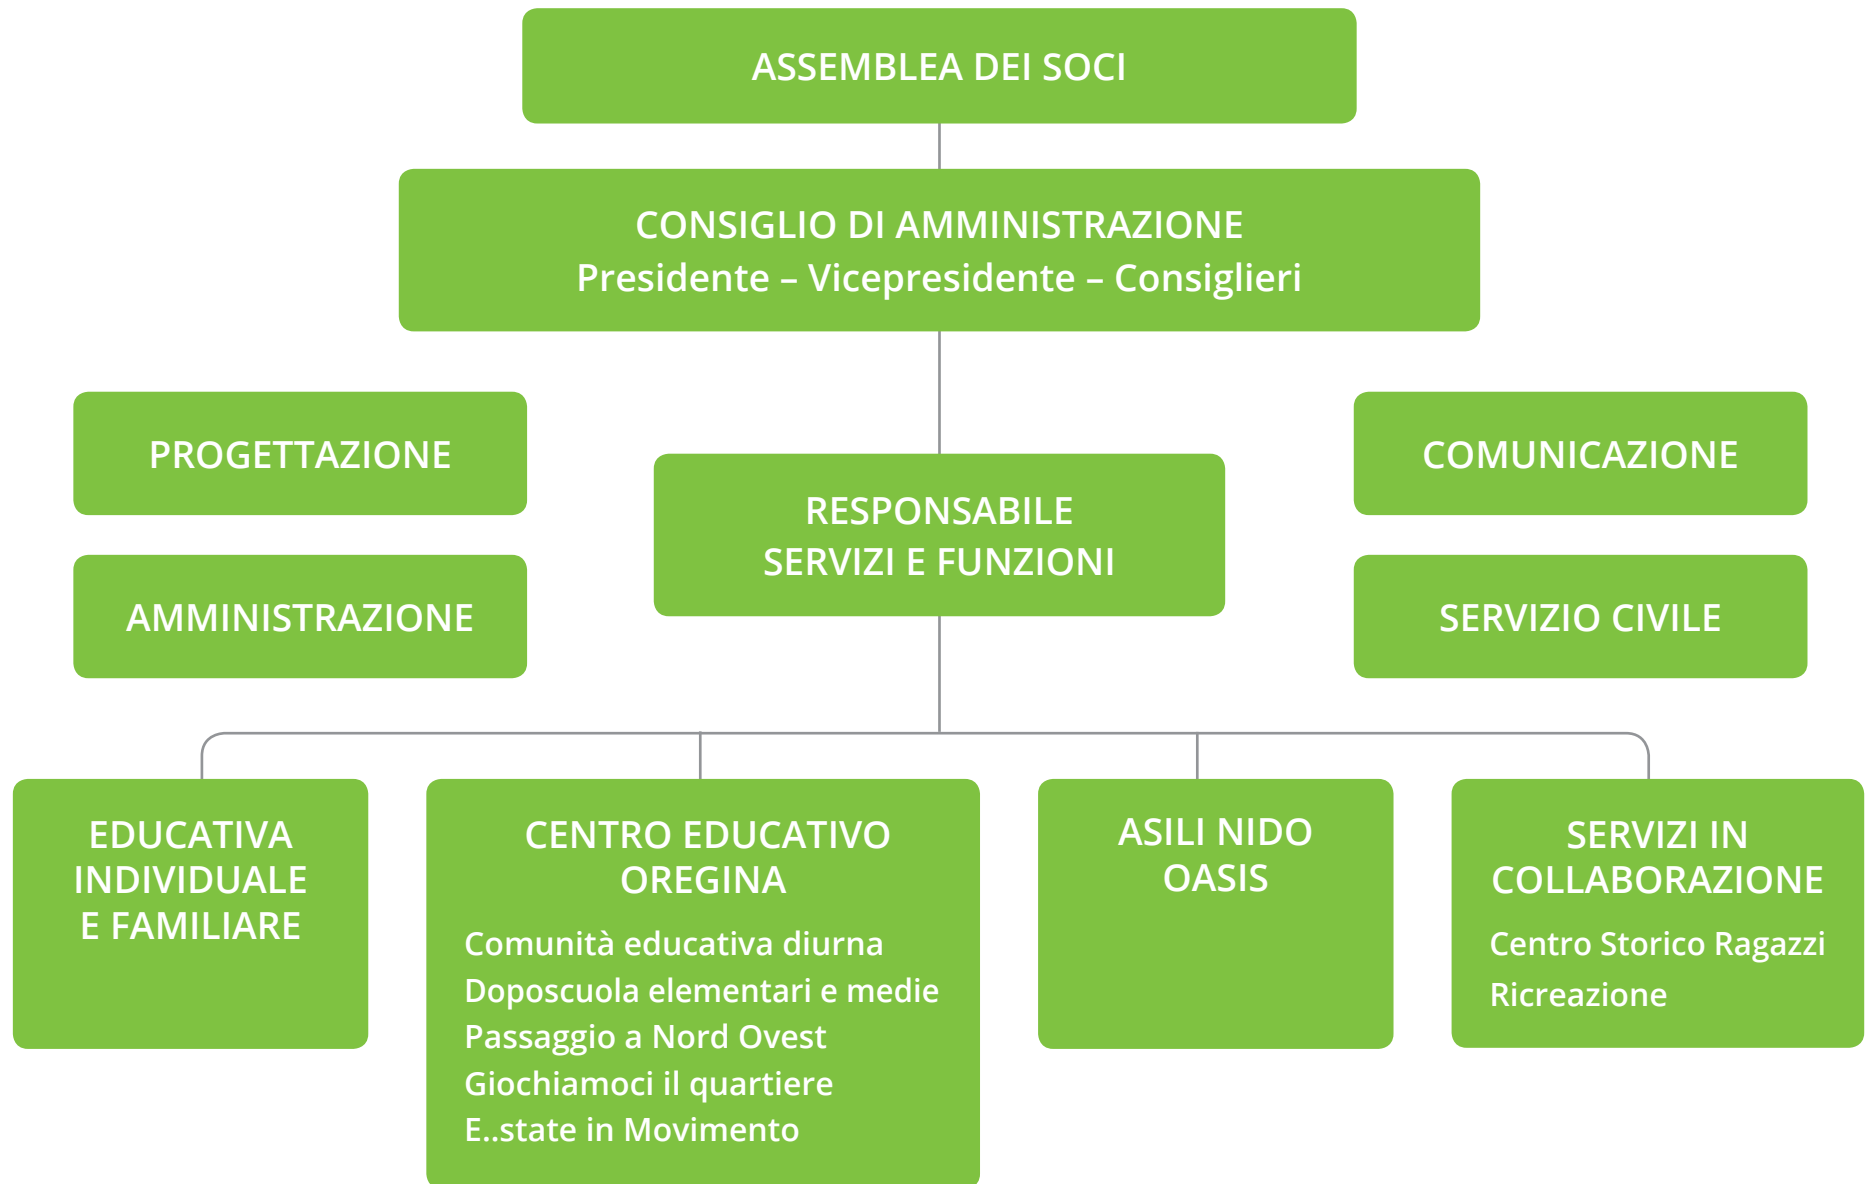 ASSEMBLEA DEI SOCI
CONSIGLIO DI AMMINISTRAZIONE
Presidente – Vicepresidente – Consiglieri
PROGETTAZIONE
COMUNICAZIONE
RESPONSABILE
SERVIZI E FUNZIONI
AMMINISTRAZIONE
SERVIZIO CIVILE
EDUCATIVA
INDIVIDUALE
E FAMILIARE
CENTRO EDUCATIVO
OREGINA
Comunità educativa diurna
Doposcuola elementari e medie
Passaggio a Nord Ovest
Giochiamoci il quartiere
E..state in Movimento
ASILI NIDO
OASIS
SERVIZI IN
COLLABORAZIONE
Centro Storico Ragazzi
Ricreazione